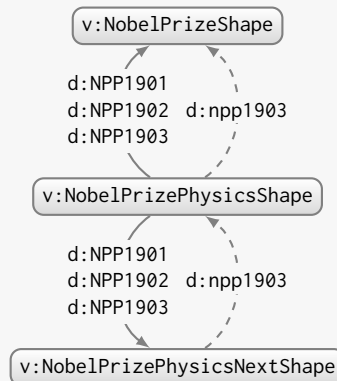 v:NobelPrizeShape
d:NPP1901
d:NPP1902 d:npp1903
d:NPP1903
v:NobelPrizePhysicsShape
d:NPP1901
d:NPP1902 d:npp1903
d:NPP1903
v:NobelPrizePhysicsNextShape